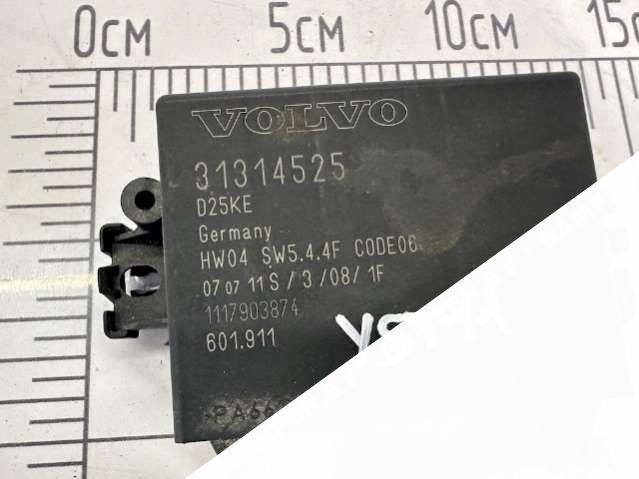 0см 5см 10см 15
VOLVO
31314525
D25KE
Germany
HW04 SW5.4.4F CODE06
07 07 11 S / 3 / 08 / 1F
1117903874
601.911